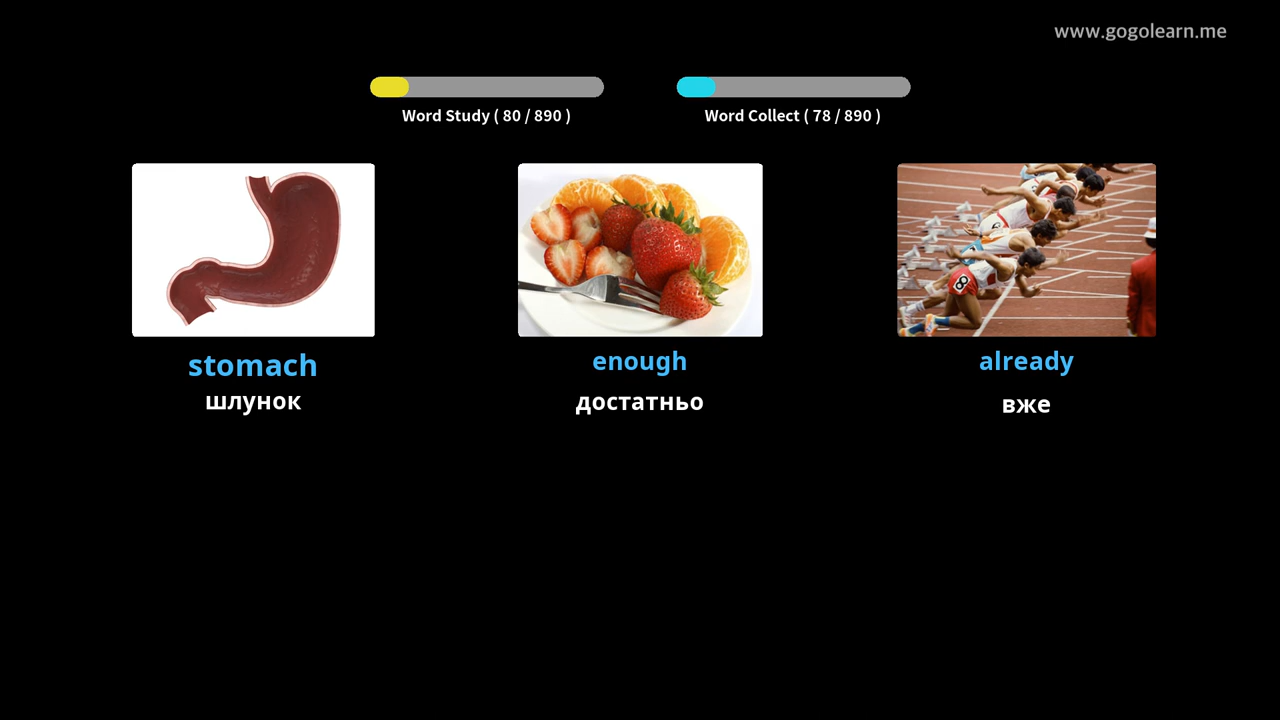 www.gogolearn.me
Word Study ( 80 / 890 )
Word Collect ( 78 / 890 )
stomach
шлунок
enough
достатньо
already
вже